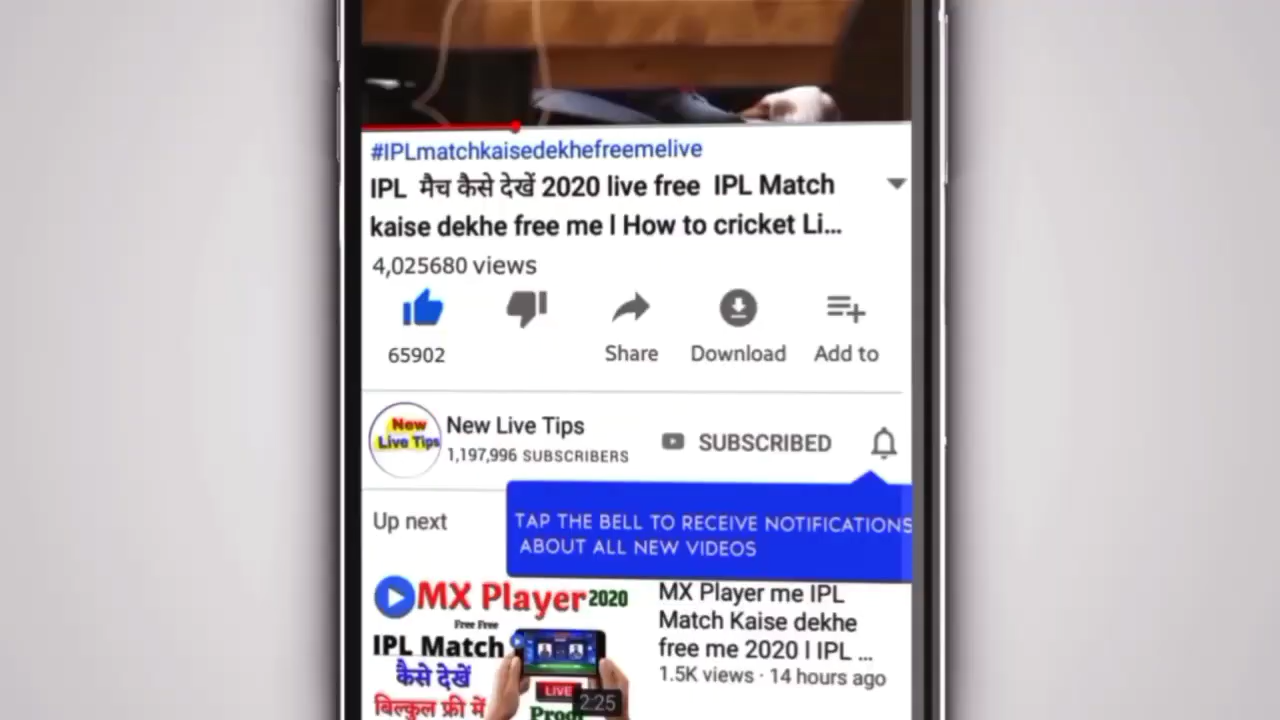 #IPLmatchkaisedekhefreemelive
IPL मैच कैसे देखें 2020 live free IPL Match
kaise dekhe free me l How to cricket Li...
4,025680 views
65902
Share
Download
Add to
New
Live Tips
New Live Tips
1,197,996 SUBSCRIBERS
SUBSCRIBED
TAP THE BELL TO RECEIVE NOTIFICATIONS
ABOUT ALL NEW VIDEOS
Up next
MX Player 2020
Free Free
IPL Match
कैसे देखें
बिल्कुल फ्री में
LIVE
Proof
2:25
MX Player me IPL
Match Kaise dekhe
free me 2020 l IPL ...
1.5K views · 14 hours ago